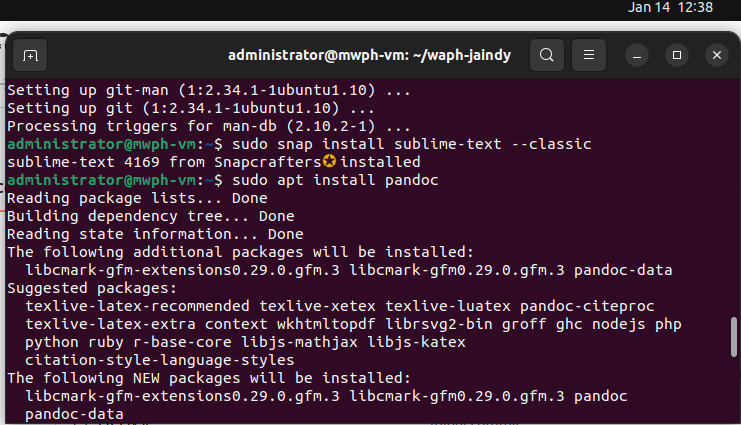 Jan 14 12:38
administrator@mwph-vm: ~/waph-jaindy
Setting up git-man (1:2.34.1-1ubuntu1.10) ...
Setting up git (1:2.34.1-1ubuntu1.10) ...
Processing triggers for man-db (2.10.2-1) ...
administrator@mwph-vm:~$ sudo snap install sublime-text --classic
sublime-text 4169 from Snapcrafters✪ installed
administrator@mwph-vm:~$ sudo apt install pandoc
Reading package lists... Done
Building dependency tree... Done
Reading state information... Done
The following additional packages will be installed:
libcmark-gfm-extensions0.29.0.gfm.3 libcmark-gfm0.29.0.gfm.3 pandoc-data
Suggested packages:
texlive-latex-recommended texlive-xetex texlive-luatex pandoc-citeproc
texlive-latex-extra context wkhtmltopdf librsvg2-bin groff ghc nodejs php
python ruby r-base-core libjs-mathjax libjs-katex
citation-style-language-styles
The following NEW packages will be installed:
libcmark-gfm-extensions0.29.0.gfm.3 libcmark-gfm0.29.0.gfm.3 pandoc
pandoc-data